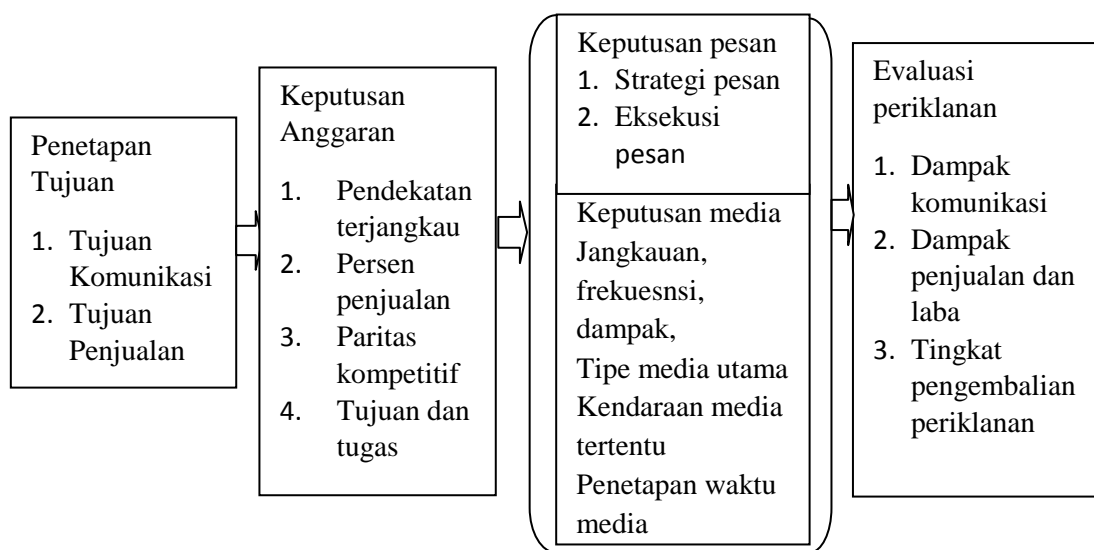 Penetapan
Tujuan
1. Tujuan
Komunikasi
2. Tujuan
Penjualan
Keputusan
Anggaran
1. Pendekatan
terjangkau
2. Persen
penjualan
3. Paritas
kompetitif
4. Tujuan dan
tugas
Keputusan pesan
1. Strategi pesan
2. Eksekusi
pesan
Keputusan media
Jangkauan,
frekuesnsi,
dampak,
Tipe media utama
Kendaraan media
tertentu
Penetapan waktu
media
Evaluasi
periklanan
1. Dampak
komunikasi
2. Dampak
penjualan dan
laba
3. Tingkat
pengembalian
periklanan